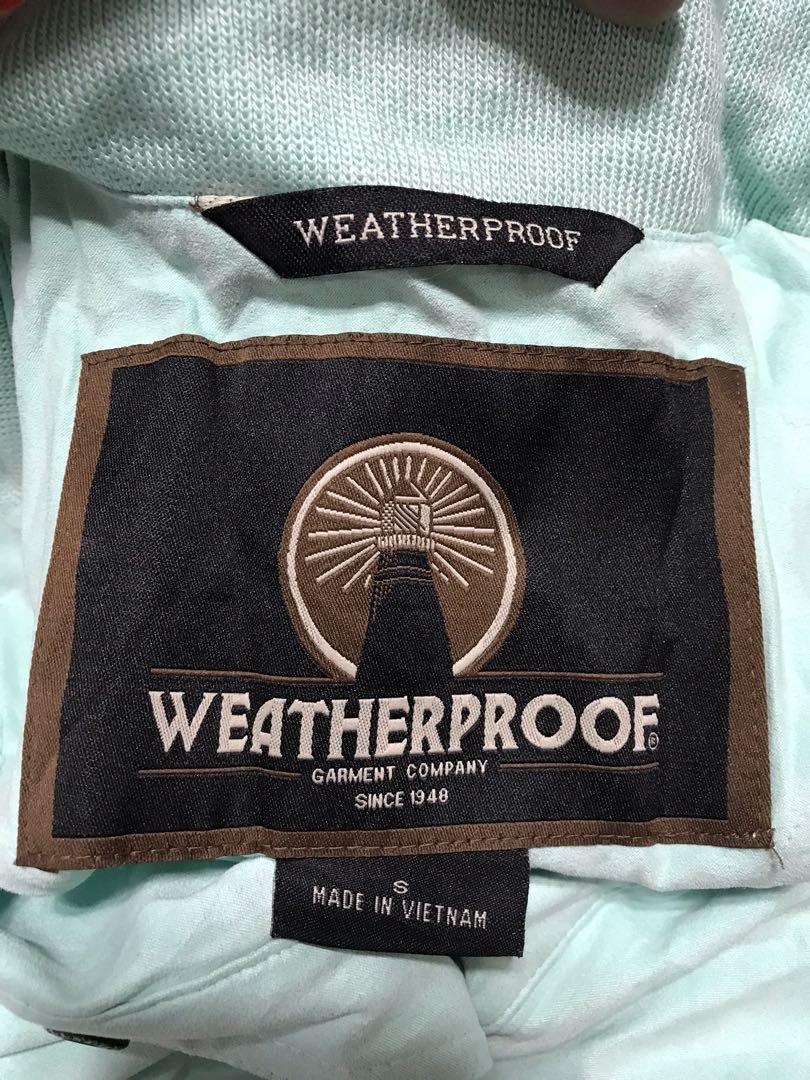 WEATHERPROOF
WEATHERPROOF®
GARMENT COMPANY
SINCE 1948
S
MADE IN VIETNAM